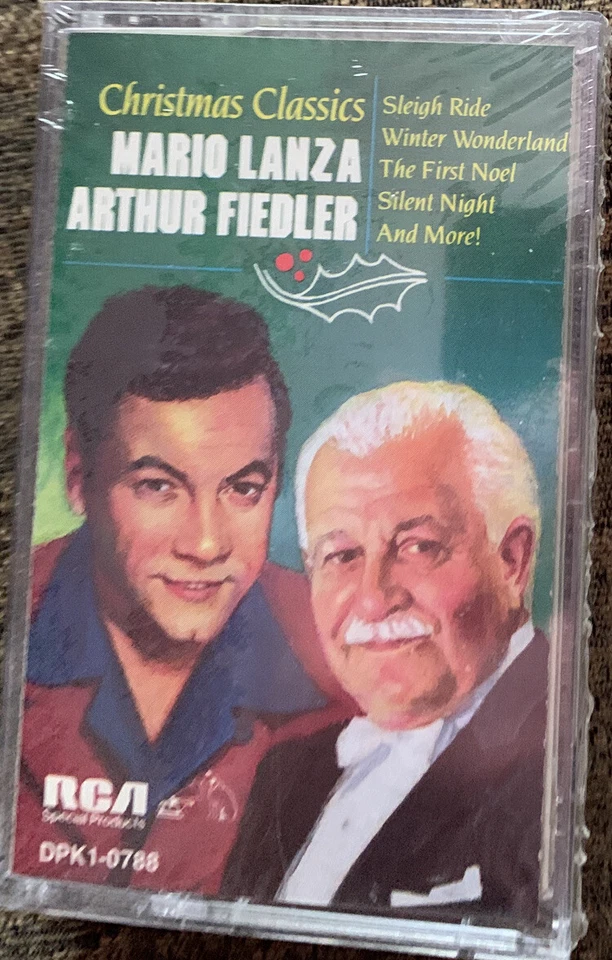 Christmas Classics
MARIO LANZA
ARTHUR FIEDLER
Sleigh Ride
Winter Wonderland
The First Noel
Silent Night
And More!
RCA
Special Products
DPK1-0788